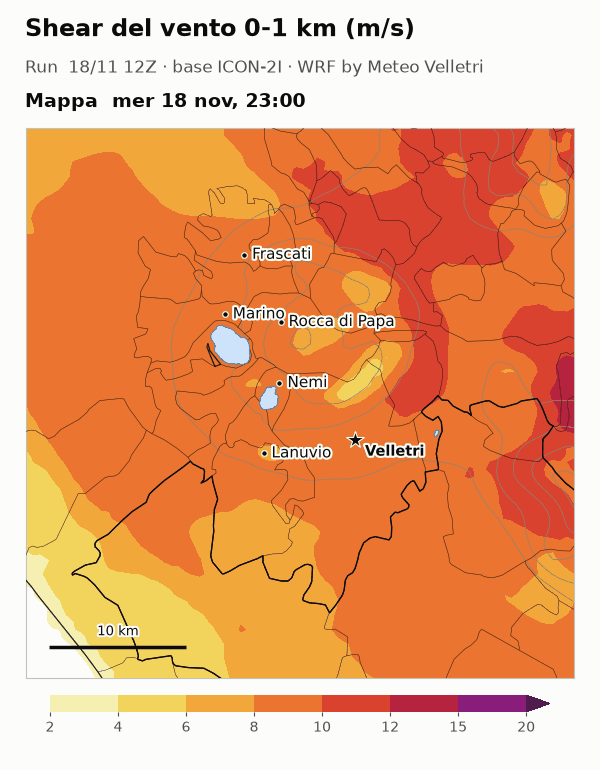 Shear del vento 0-1 km (m/s)
Run 18/11 12Z · base ICON-2I · WRF by Meteo Velletri
Mappa mer 18 nov, 23:00
Frascati
Marino
Rocca di Papa
Nemi
Velletri
Lanuvio
10 km
2 4 6 8 10 12 15 20